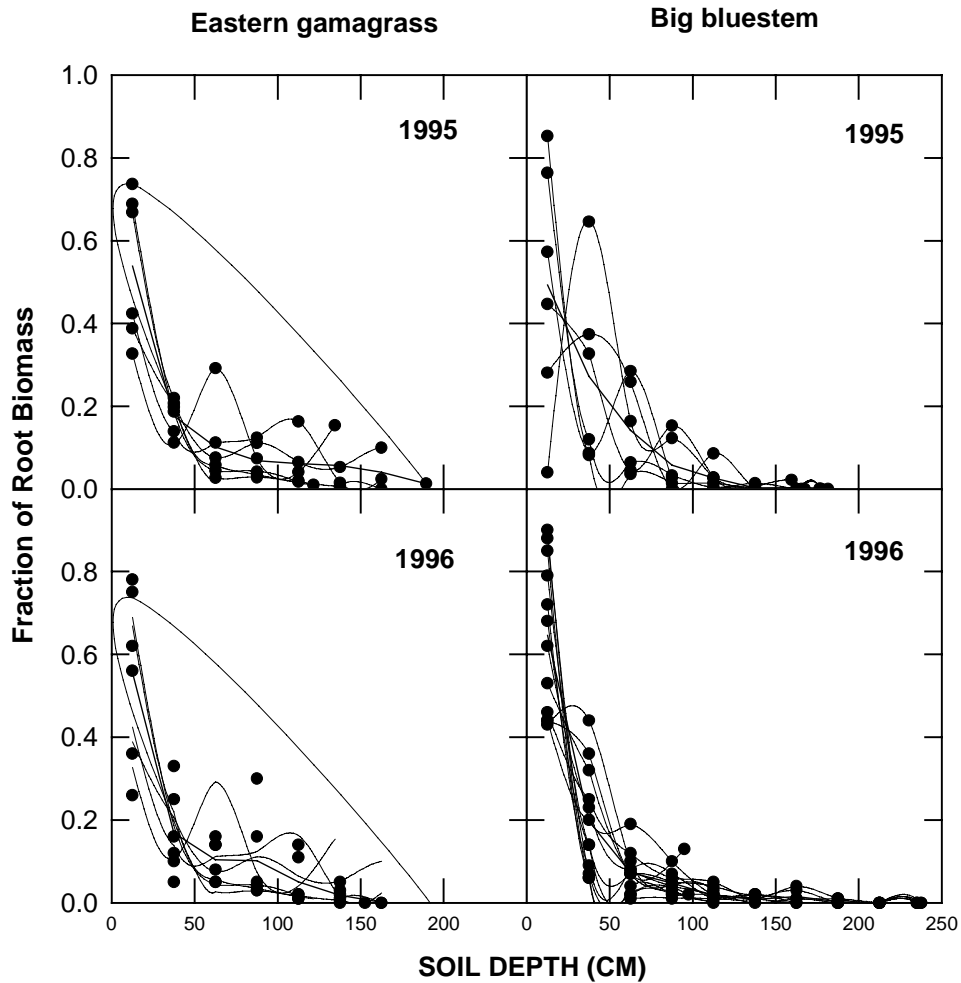 Eastern gamagrass
Big bluestem
1.0
1995
1995
0.8
0.6
0.4
0.2
0.0
Fraction of Root Biomass
1996
1996
0.8
0.6
0.4
0.2
0.0
0 50 100 150 200
0 50 100 150 200 250
SOIL DEPTH (CM)